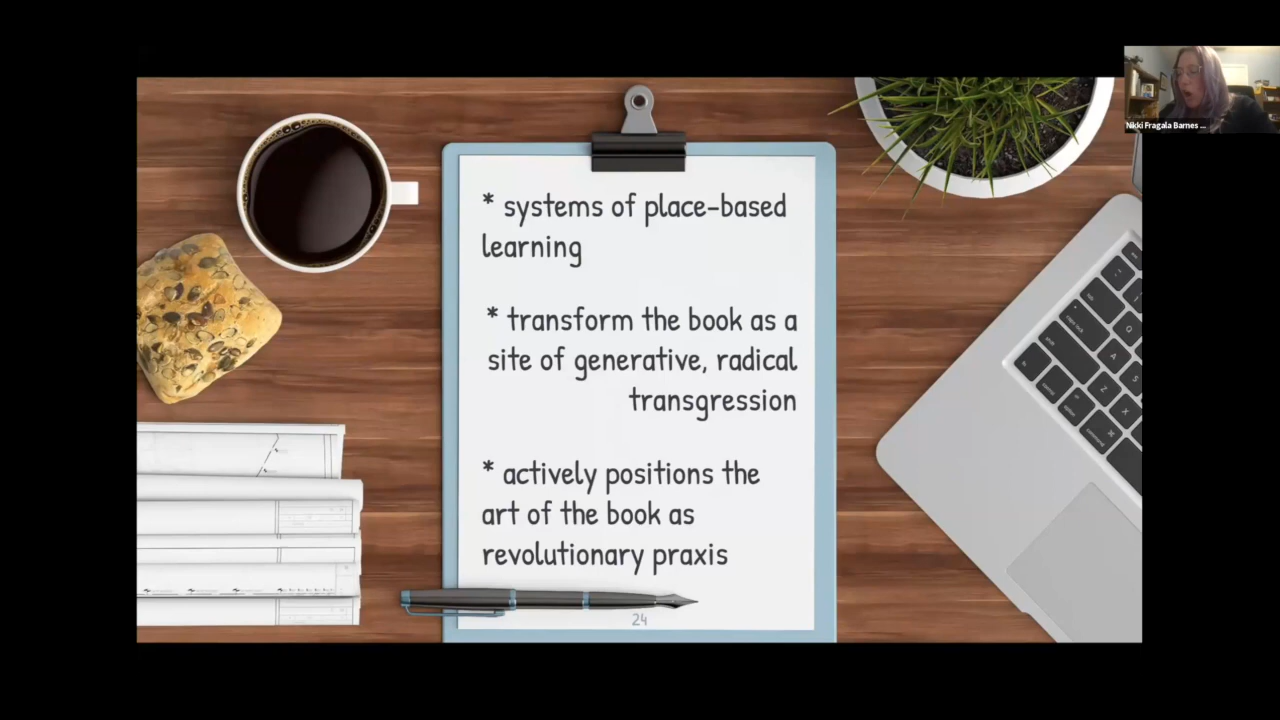 Nikki Fragala Barnes ...
* systems of place-based
learning
* transform the book as a
site of generative, radical
transgression
* actively positions the
art of the book as
revolutionary praxis
24